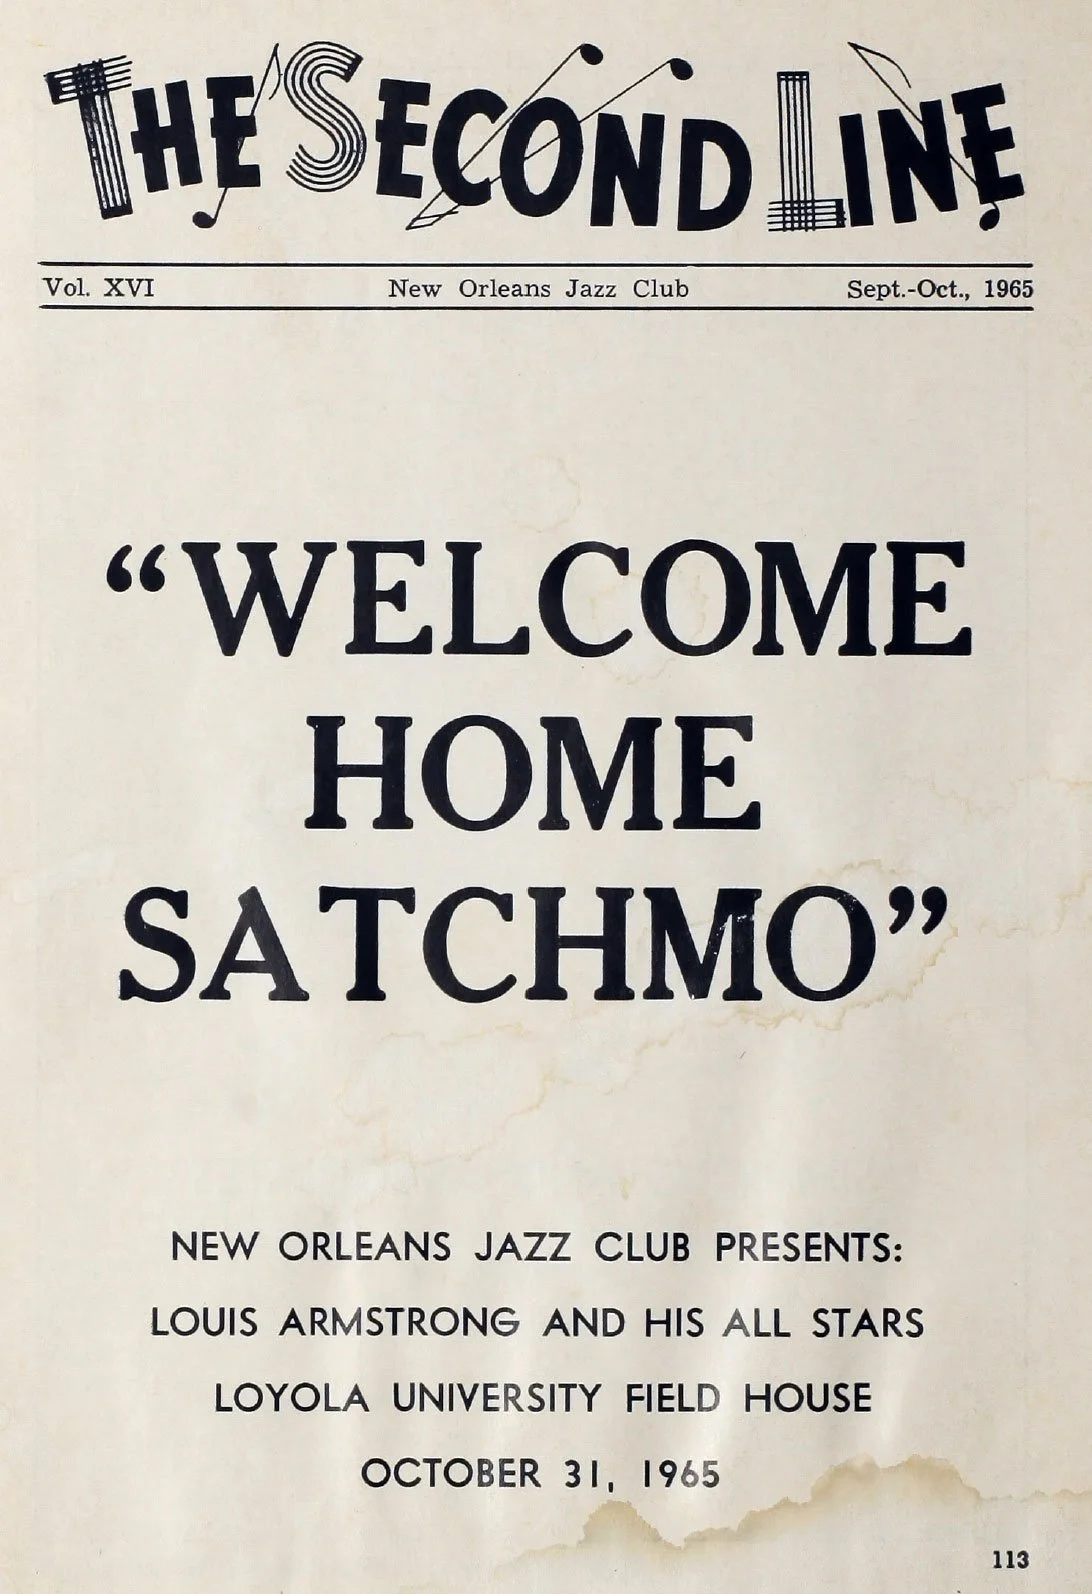 THE SECOND LINE
Vol. XVI New Orleans Jazz Club Sept.-Oct., 1965
“WELCOME
HOME
SATCHMO”
NEW ORLEANS JAZZ CLUB PRESENTS:
LOUIS ARMSTRONG AND HIS ALL STARS
LOYOLA UNIVERSITY FIELD HOUSE
OCTOBER 31, 1965
113